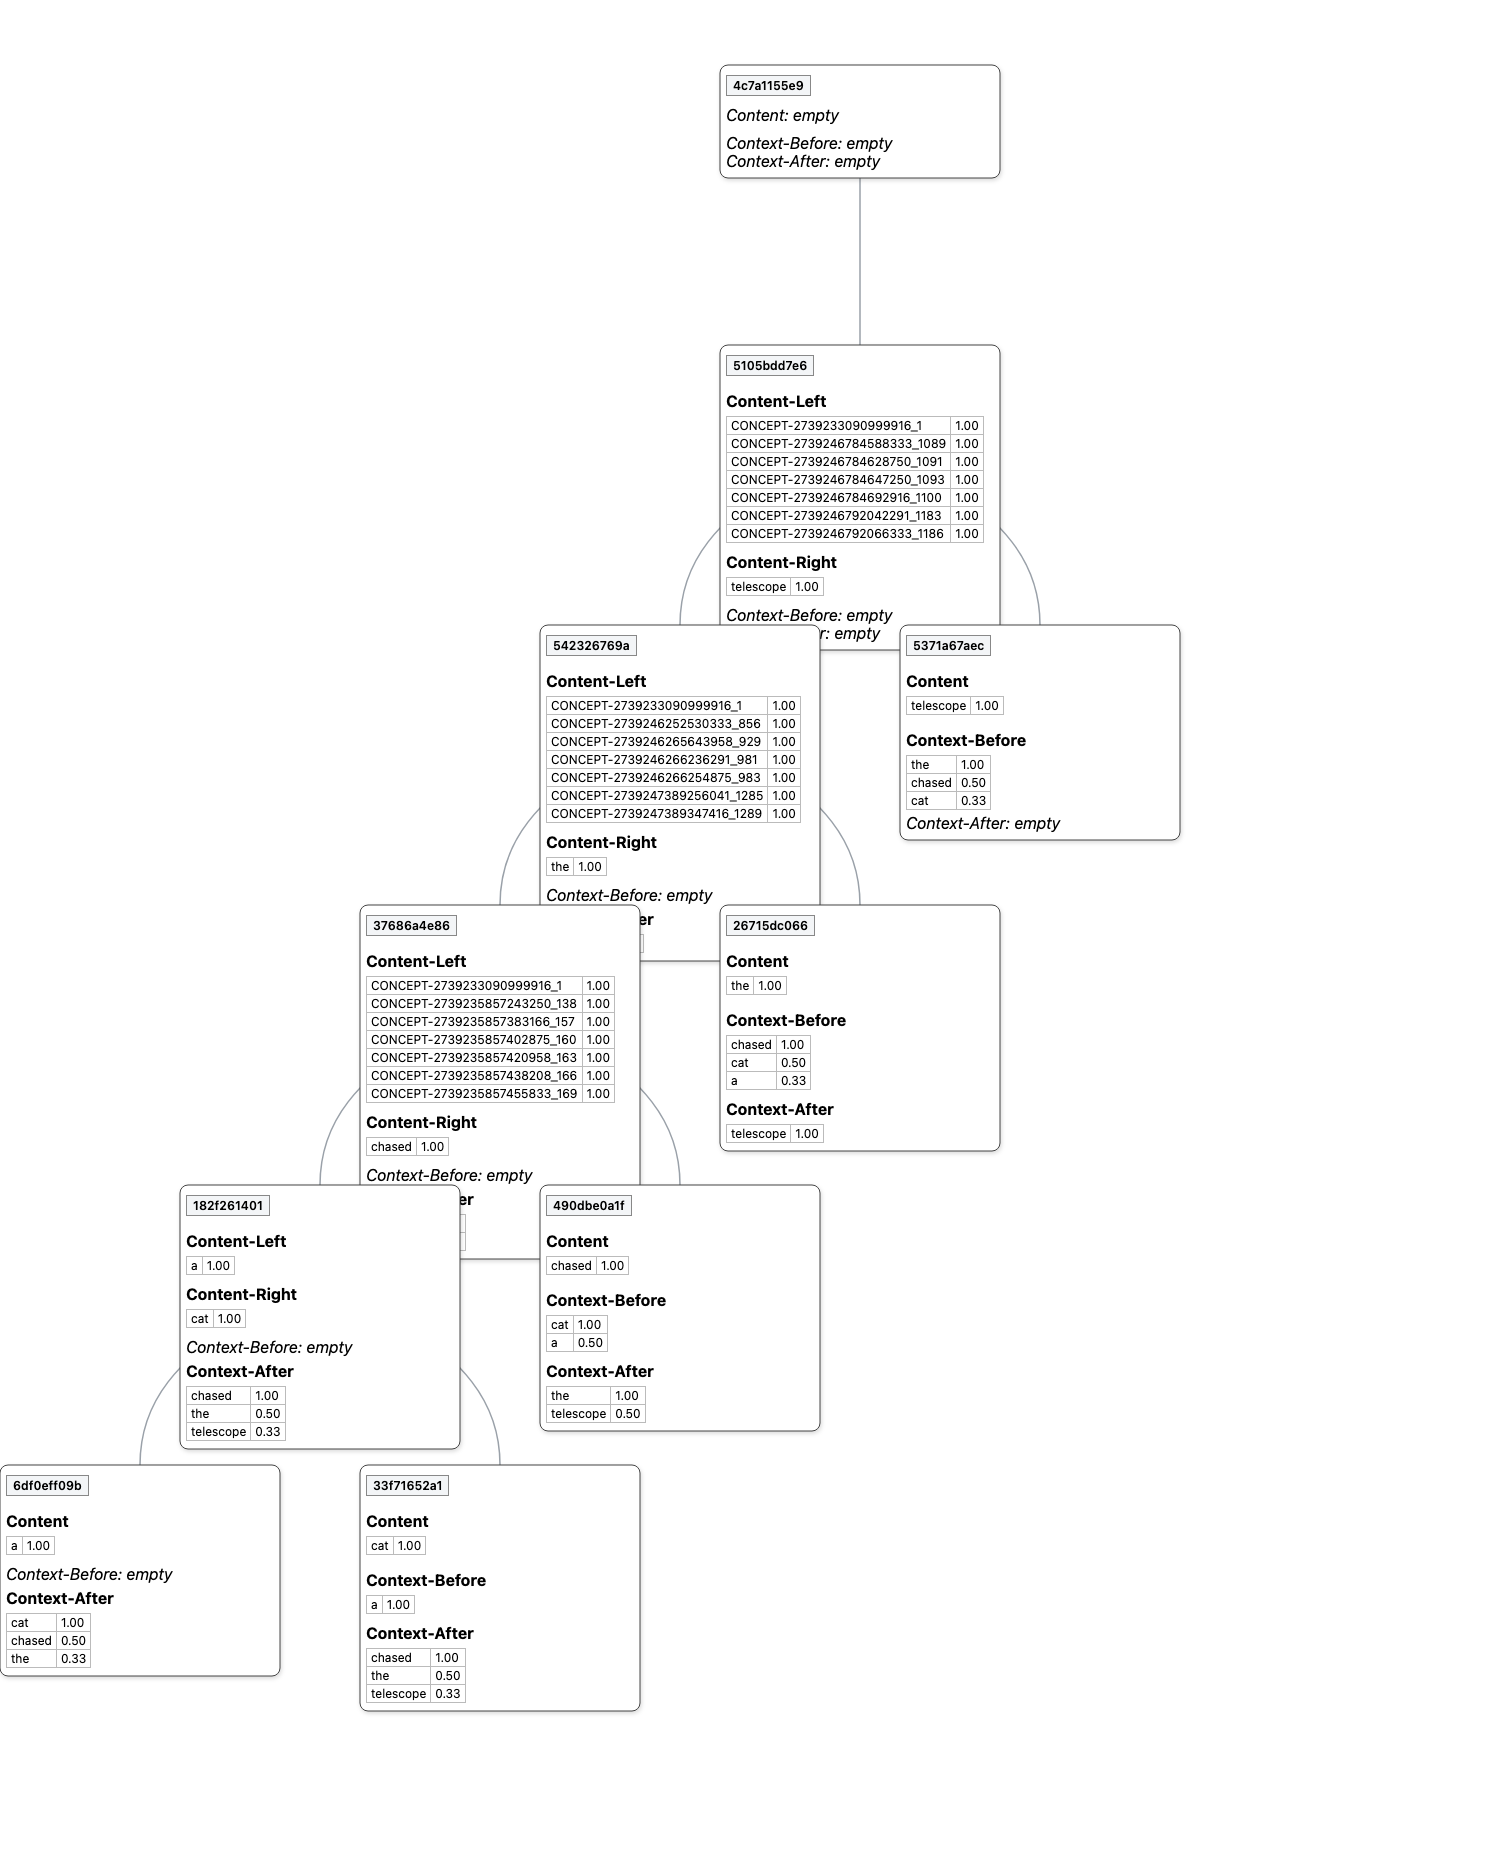 4c7a1155e9
Content: empty
Context-Before: empty
Context-After: empty
5105bdd7e6
Content-Left
CONCEPT-2739233090999916_1 1.00
CONCEPT-2739246784588333_1089 1.00
CONCEPT-2739246784628750_1091 1.00
CONCEPT-2739246784647250_1093 1.00
CONCEPT-2739246784692916_1100 1.00
CONCEPT-2739246792042291_1183 1.00
CONCEPT-2739246792066333_1186 1.00
Content-Right
telescope 1.00
Context-Before: empty
r: empty
542326769a
Content-Left
CONCEPT-2739233090999916_1 1.00
CONCEPT-2739246252530333_856 1.00
CONCEPT-2739246265643958_929 1.00
CONCEPT-2739246266236291_981 1.00
CONCEPT-2739246266254875_983 1.00
CONCEPT-2739247389256041_1285 1.00
CONCEPT-2739247389347416_1289 1.00
Content-Right
the 1.00
Context-Before: empty
er
5371a67aec
Content
telescope 1.00
Context-Before
the 1.00
chased 0.50
cat 0.33
Context-After: empty
37686a4e86
Content-Left
CONCEPT-2739233090999916_1 1.00
CONCEPT-2739235857243250_138 1.00
CONCEPT-2739235857383166_157 1.00
CONCEPT-2739235857402875_160 1.00
CONCEPT-2739235857420958_163 1.00
CONCEPT-2739235857438208_166 1.00
CONCEPT-2739235857455833_169 1.00
Content-Right
chased 1.00
Context-Before: empty
er
26715dc066
Content
the 1.00
Context-Before
chased 1.00
cat 0.50
a 0.33
Context-After
telescope 1.00
182f261401
Content-Left
a 1.00
Content-Right
cat 1.00
Context-Before: empty
Context-After
chased 1.00
the 0.50
telescope 0.33
490dbe0a1f
Content
chased 1.00
Context-Before
cat 1.00
a 0.50
Context-After
the 1.00
telescope 0.50
6df0eff09b
Content
a 1.00
Context-Before: empty
Context-After
cat 1.00
chased 0.50
the 0.33
33f71652a1
Content
cat 1.00
Context-Before
a 1.00
Context-After
chased 1.00
the 0.50
telescope 0.33